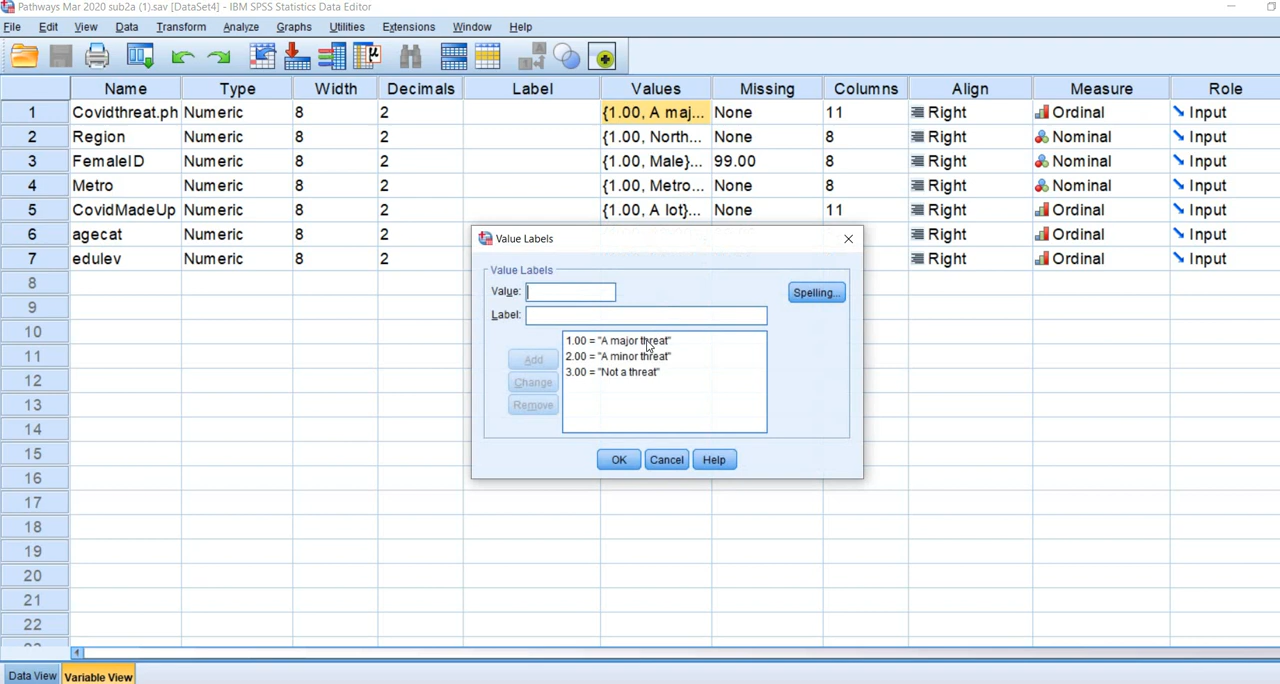 Pathways Mar 2020 sub2a (1).sav [DataSet4] - IBM SPSS Statistics Data Editor
File Edit View Data Transform Analyze Graphs Utilities Extensions Window Help
Name Type Width Decimals Label Values Missing Columns Align Measure Role
1 Covidthreat.ph Numeric 8 2 {1.00, A maj... None 11 Right Ordinal Input
2 Region Numeric 8 2 {1.00, North... None 8 Right Nominal Input
3 FemaleID Numeric 8 2 {1.00, Male}... 99.00 8 Right Nominal Input
4 Metro Numeric 8 2 {1.00, Metro... None 8 Right Nominal Input
5 CovidMadeUp Numeric 8 2 {1.00, A lot}... None 11 Right Ordinal Input
6 agecat Numeric 8 2 Right Ordinal Input
7 edulev Numeric 8 2 Right Ordinal Input
8
9
10
11
12
13
14
15
16
17
18
19
20
21
22
Value Labels
Value Labels
Value:
Spelling...
Label:
1.00 = "A major threat"
2.00 = "A minor threat"
3.00 = "Not a threat"
Add
Change
Remove
OK Cancel Help
Data View Variable View